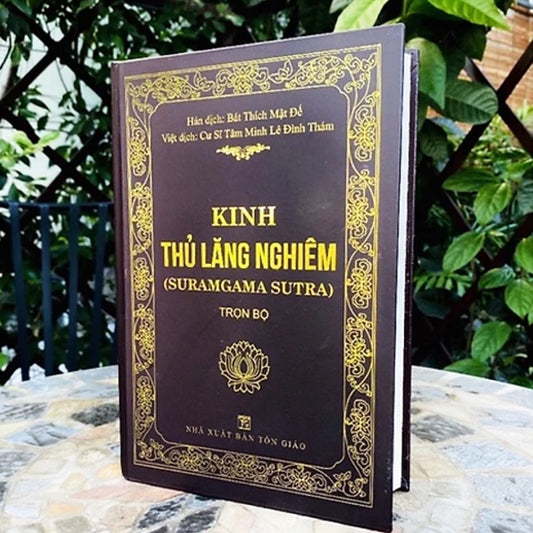 Hán dịch: Bát Thích Mật Đế
Việt dịch: Cư Sĩ Tâm Minh Lê Đình Thám
KINH
THỦ LĂNG NGHIÊM
(SURAMGAMA SUTRA)
TRỌN BỘ
NHÀ XUẤT BẢN TÔN GIÁO